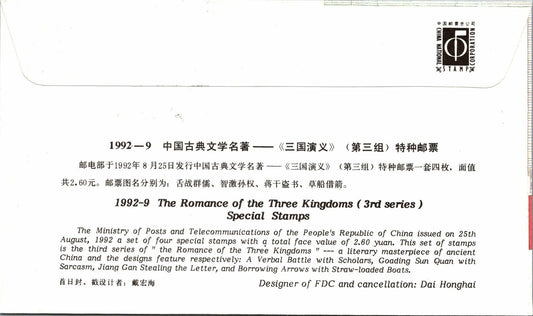 中国邮票总公司
CHINA NATIONAL
STAMP
CORPORATION
1992－9 中国古典文学名著——《三国演义》（第三组）特种邮票
邮电部于1992年8月25日发行中国古典文学名著——《三国演义》（第三组）特种邮票一套四枚，面值
共2.60元。邮票图名分别为：舌战群儒、智激孙权、蒋干盗书、草船借箭。
1992-9 The Romance of the Three Kingdoms ( 3rd series )
Special Stamps
The Ministry of Posts and Telecommunications of the People's Republic of China issued on 25th
August, 1992 a set of four special stamps with q total face value of 2.60 yuan. This set of stamps
is the third series of " the Romance of the Three Kingdoms " --- a literary masterpiece of ancient
China and the designs feature respectively: A Verbal Battle with Scholars, Goading Sun Quan with
Sarcasm, Jiang Gan Stealing the Letter, and Borrowing Arrows with Straw-loaded Boats.
首日封、戳设计者：戴宏海
Designer of FDC and cancellation: Dai Honghai